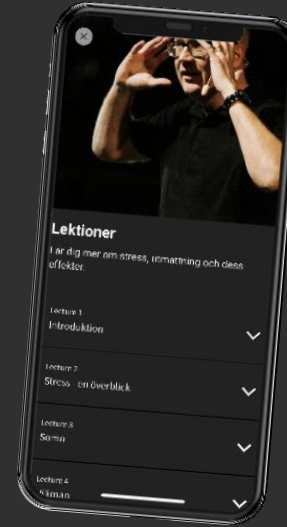 Lektioner
Lär dig mer om stress, utmattning och dess
effekter.
Lecture 1
Introduktion
Lecture 2
Stress - en överblick
Lecture 3
Sömn
Lecture 4